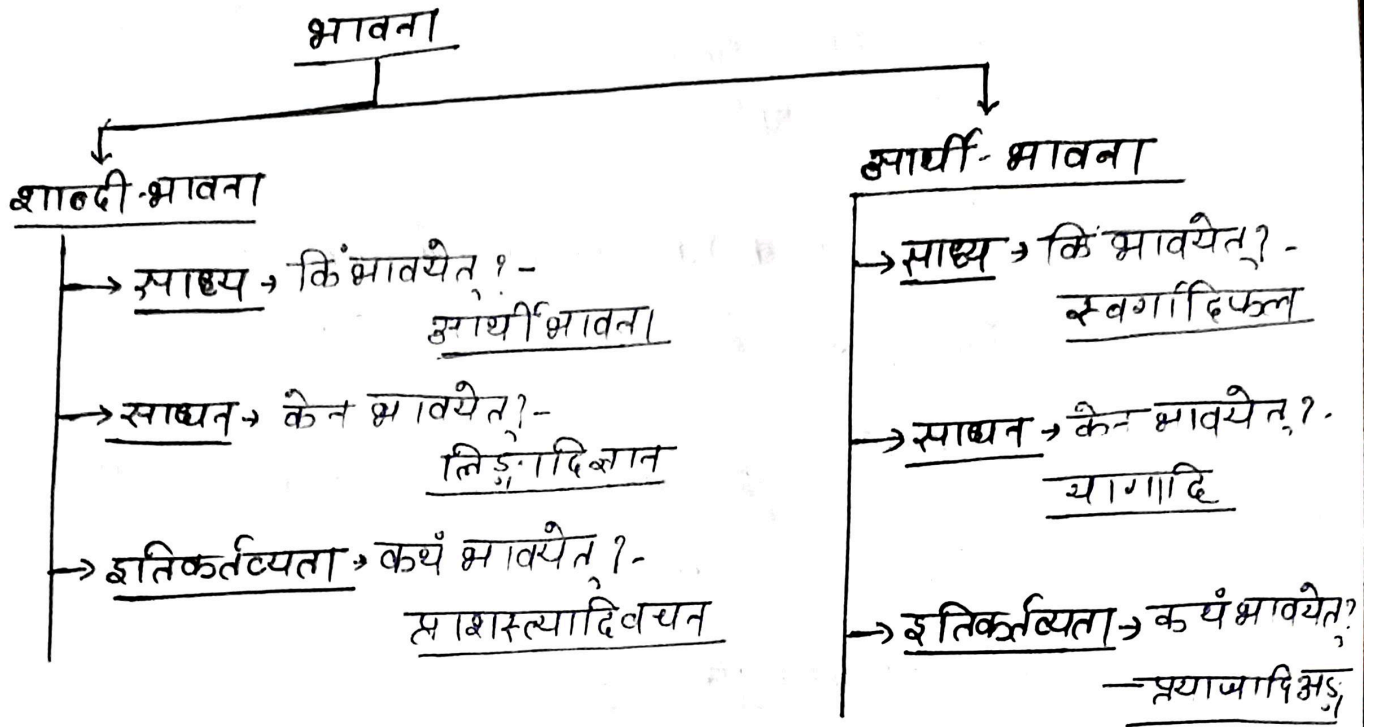 भावना
शाब्दी-भावना
→ साध्य → किं भावयेत् ? -
आर्थीभावना
→ साधन → केन भावयेत् ? -
लिङ्गादिज्ञान
→ इतिकर्तव्यता → कथं भावयेत् ? -
प्राशस्त्यादिवचन
आर्थी-भावना
→ साध्य → किं भावयेत् ? -
स्वर्गादिफल
→ साधन → केन भावयेत् ? -
यागादि
→ इतिकर्तव्यता → कथं भावयेत् ?
— प्रयाजादिअङ्ग